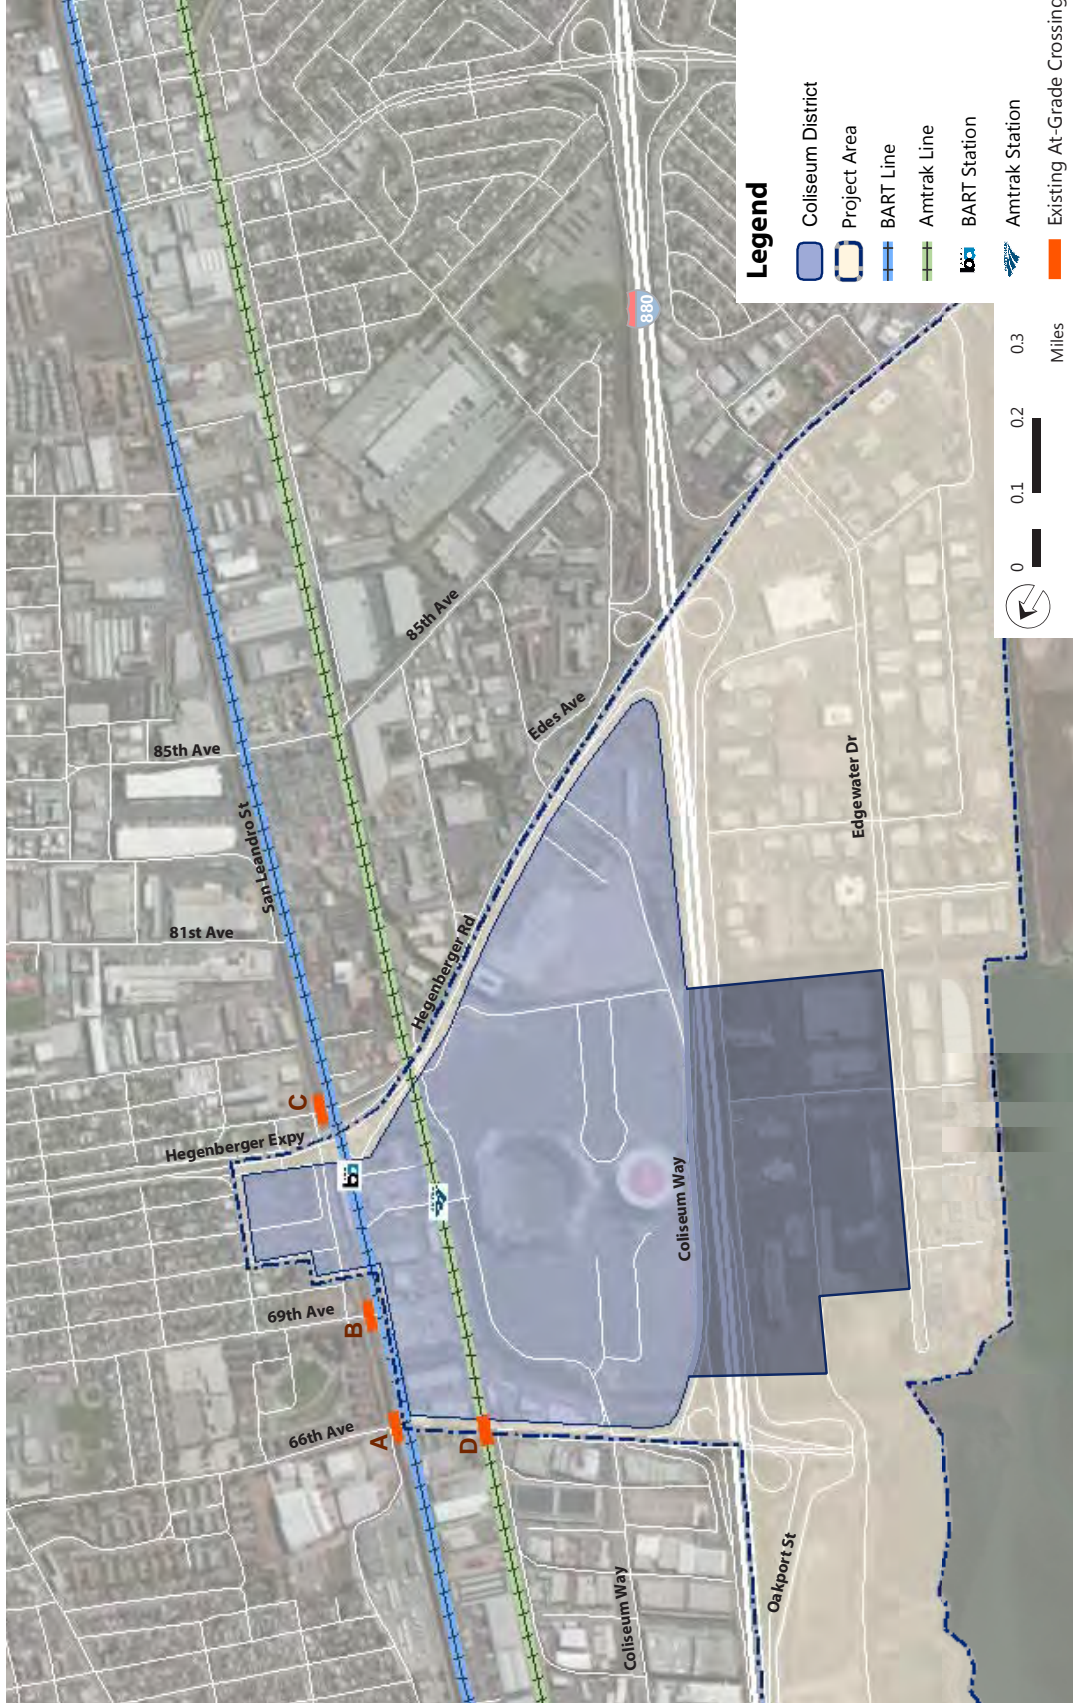 San Leandro St
85th Ave
81st Ave
Hegenberger Expy
C
ba
69th Ave
B
66th Ave
A
D
85th Ave
Edes Ave
Hegenberger Rd
880
Coliseum Way
Edgewater Dr
Coliseum Way
Oakport St
Legend
Coliseum District
Project Area
BART Line
Amtrak Line
ba BART Station
Amtrak Station
Existing At-Grade Crossing
0 0.1 0.2 0.3
Miles